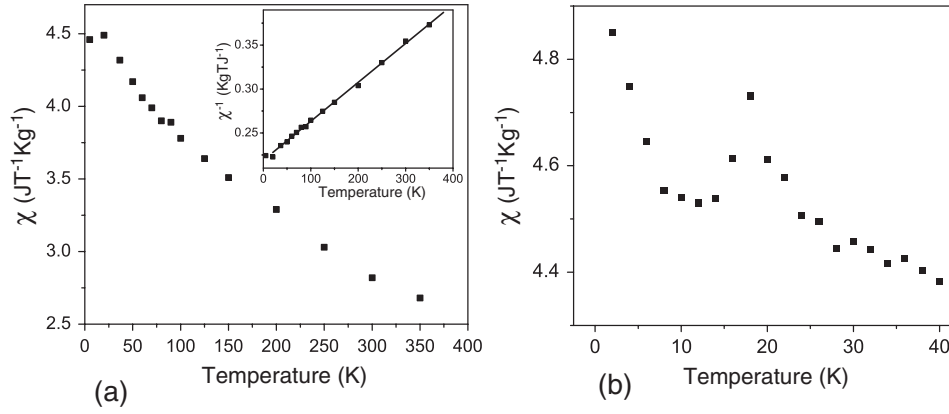 4.5
4.0
3.5
3.0
2.5
χ (JT⁻¹Kg⁻¹)
0 50 100 150 200 250 300 350 400
Temperature (K)
(a)
0.35
0.30
0.25
χ⁻¹ (KgTJ⁻¹)
0 100 200 300 400
Temperature (K)
4.8
4.6
4.4
χ (JT⁻¹Kg⁻¹)
0 10 20 30 40
Temperature (K)
(b)